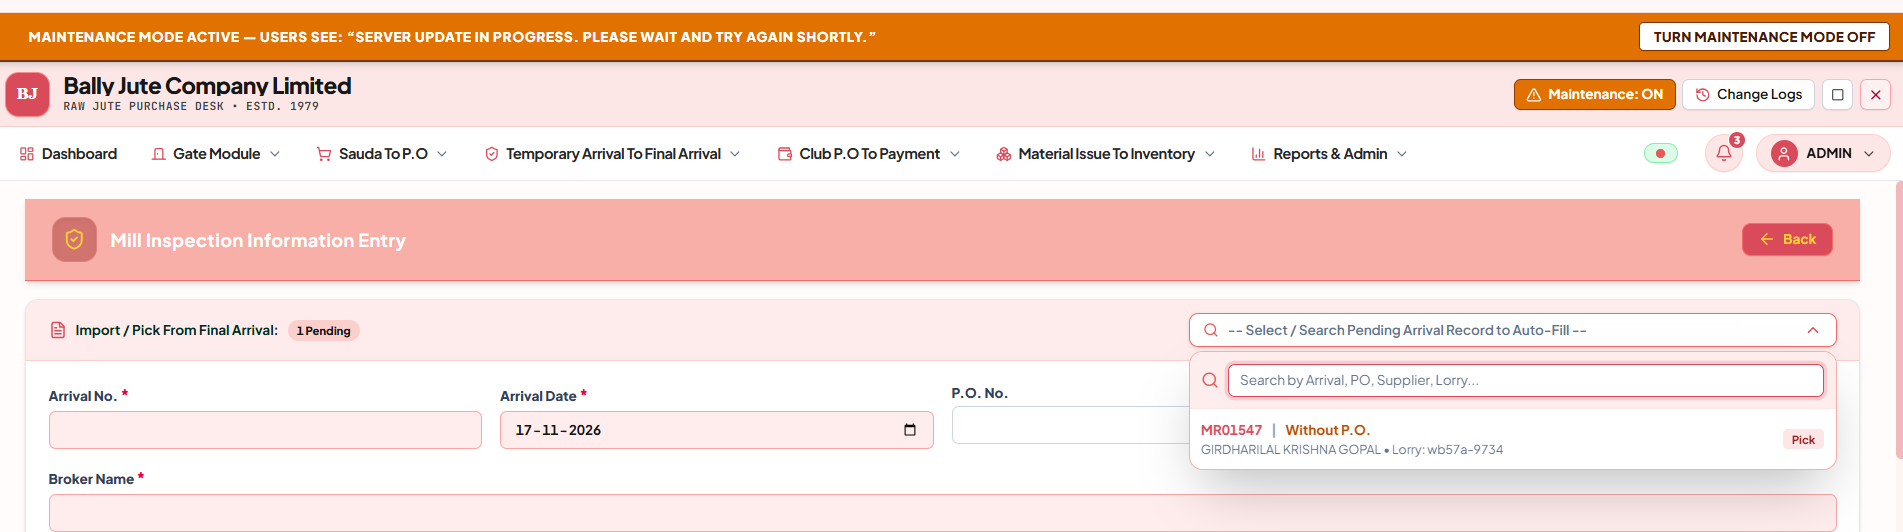 MAINTENANCE MODE ACTIVE — USERS SEE: “SERVER UPDATE IN PROGRESS. PLEASE WAIT AND TRY AGAIN SHORTLY.”
TURN MAINTENANCE MODE OFF
BJ
Bally Jute Company Limited
RAW JUTE PURCHASE DESK • ESTD. 1979
Maintenance: ON
Change Logs
Dashboard
Gate Module
Sauda To P.O
Temporary Arrival To Final Arrival
Club P.O To Payment
Material Issue To Inventory
Reports & Admin
3
ADMIN
Mill Inspection Information Entry
Back
Import / Pick From Final Arrival:
1 Pending
-- Select / Search Pending Arrival Record to Auto-Fill --
Search by Arrival, PO, Supplier, Lorry...
MR01547 | Without P.O.
GIRDHARILAL KRISHNA GOPAL • Lorry: wb57a-9734
Pick
Arrival No. *
Arrival Date *
17-11-2026
P.O. No.
Broker Name *